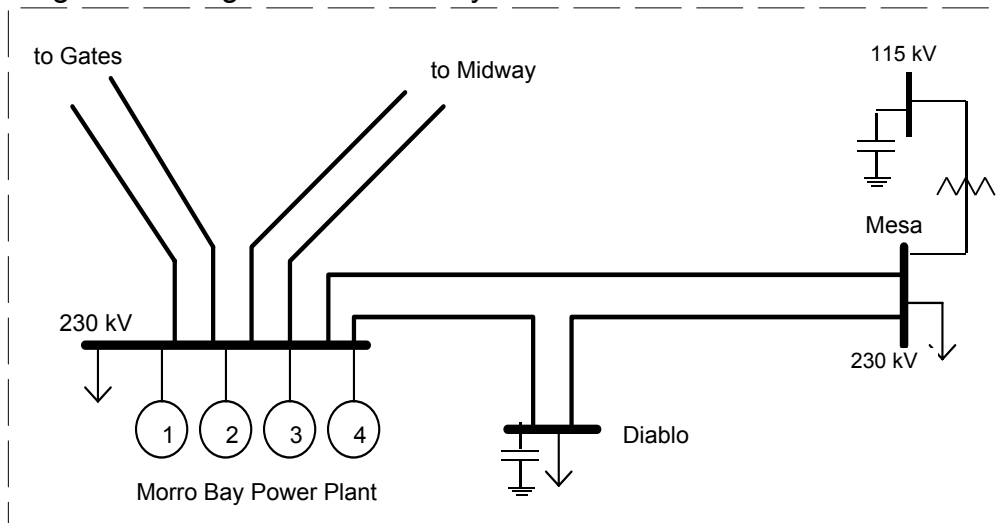 to Gates
to Midway
115 kV
Mesa
230 kV
230 kV
1 2 3 4
Diablo
Morro Bay Power Plant